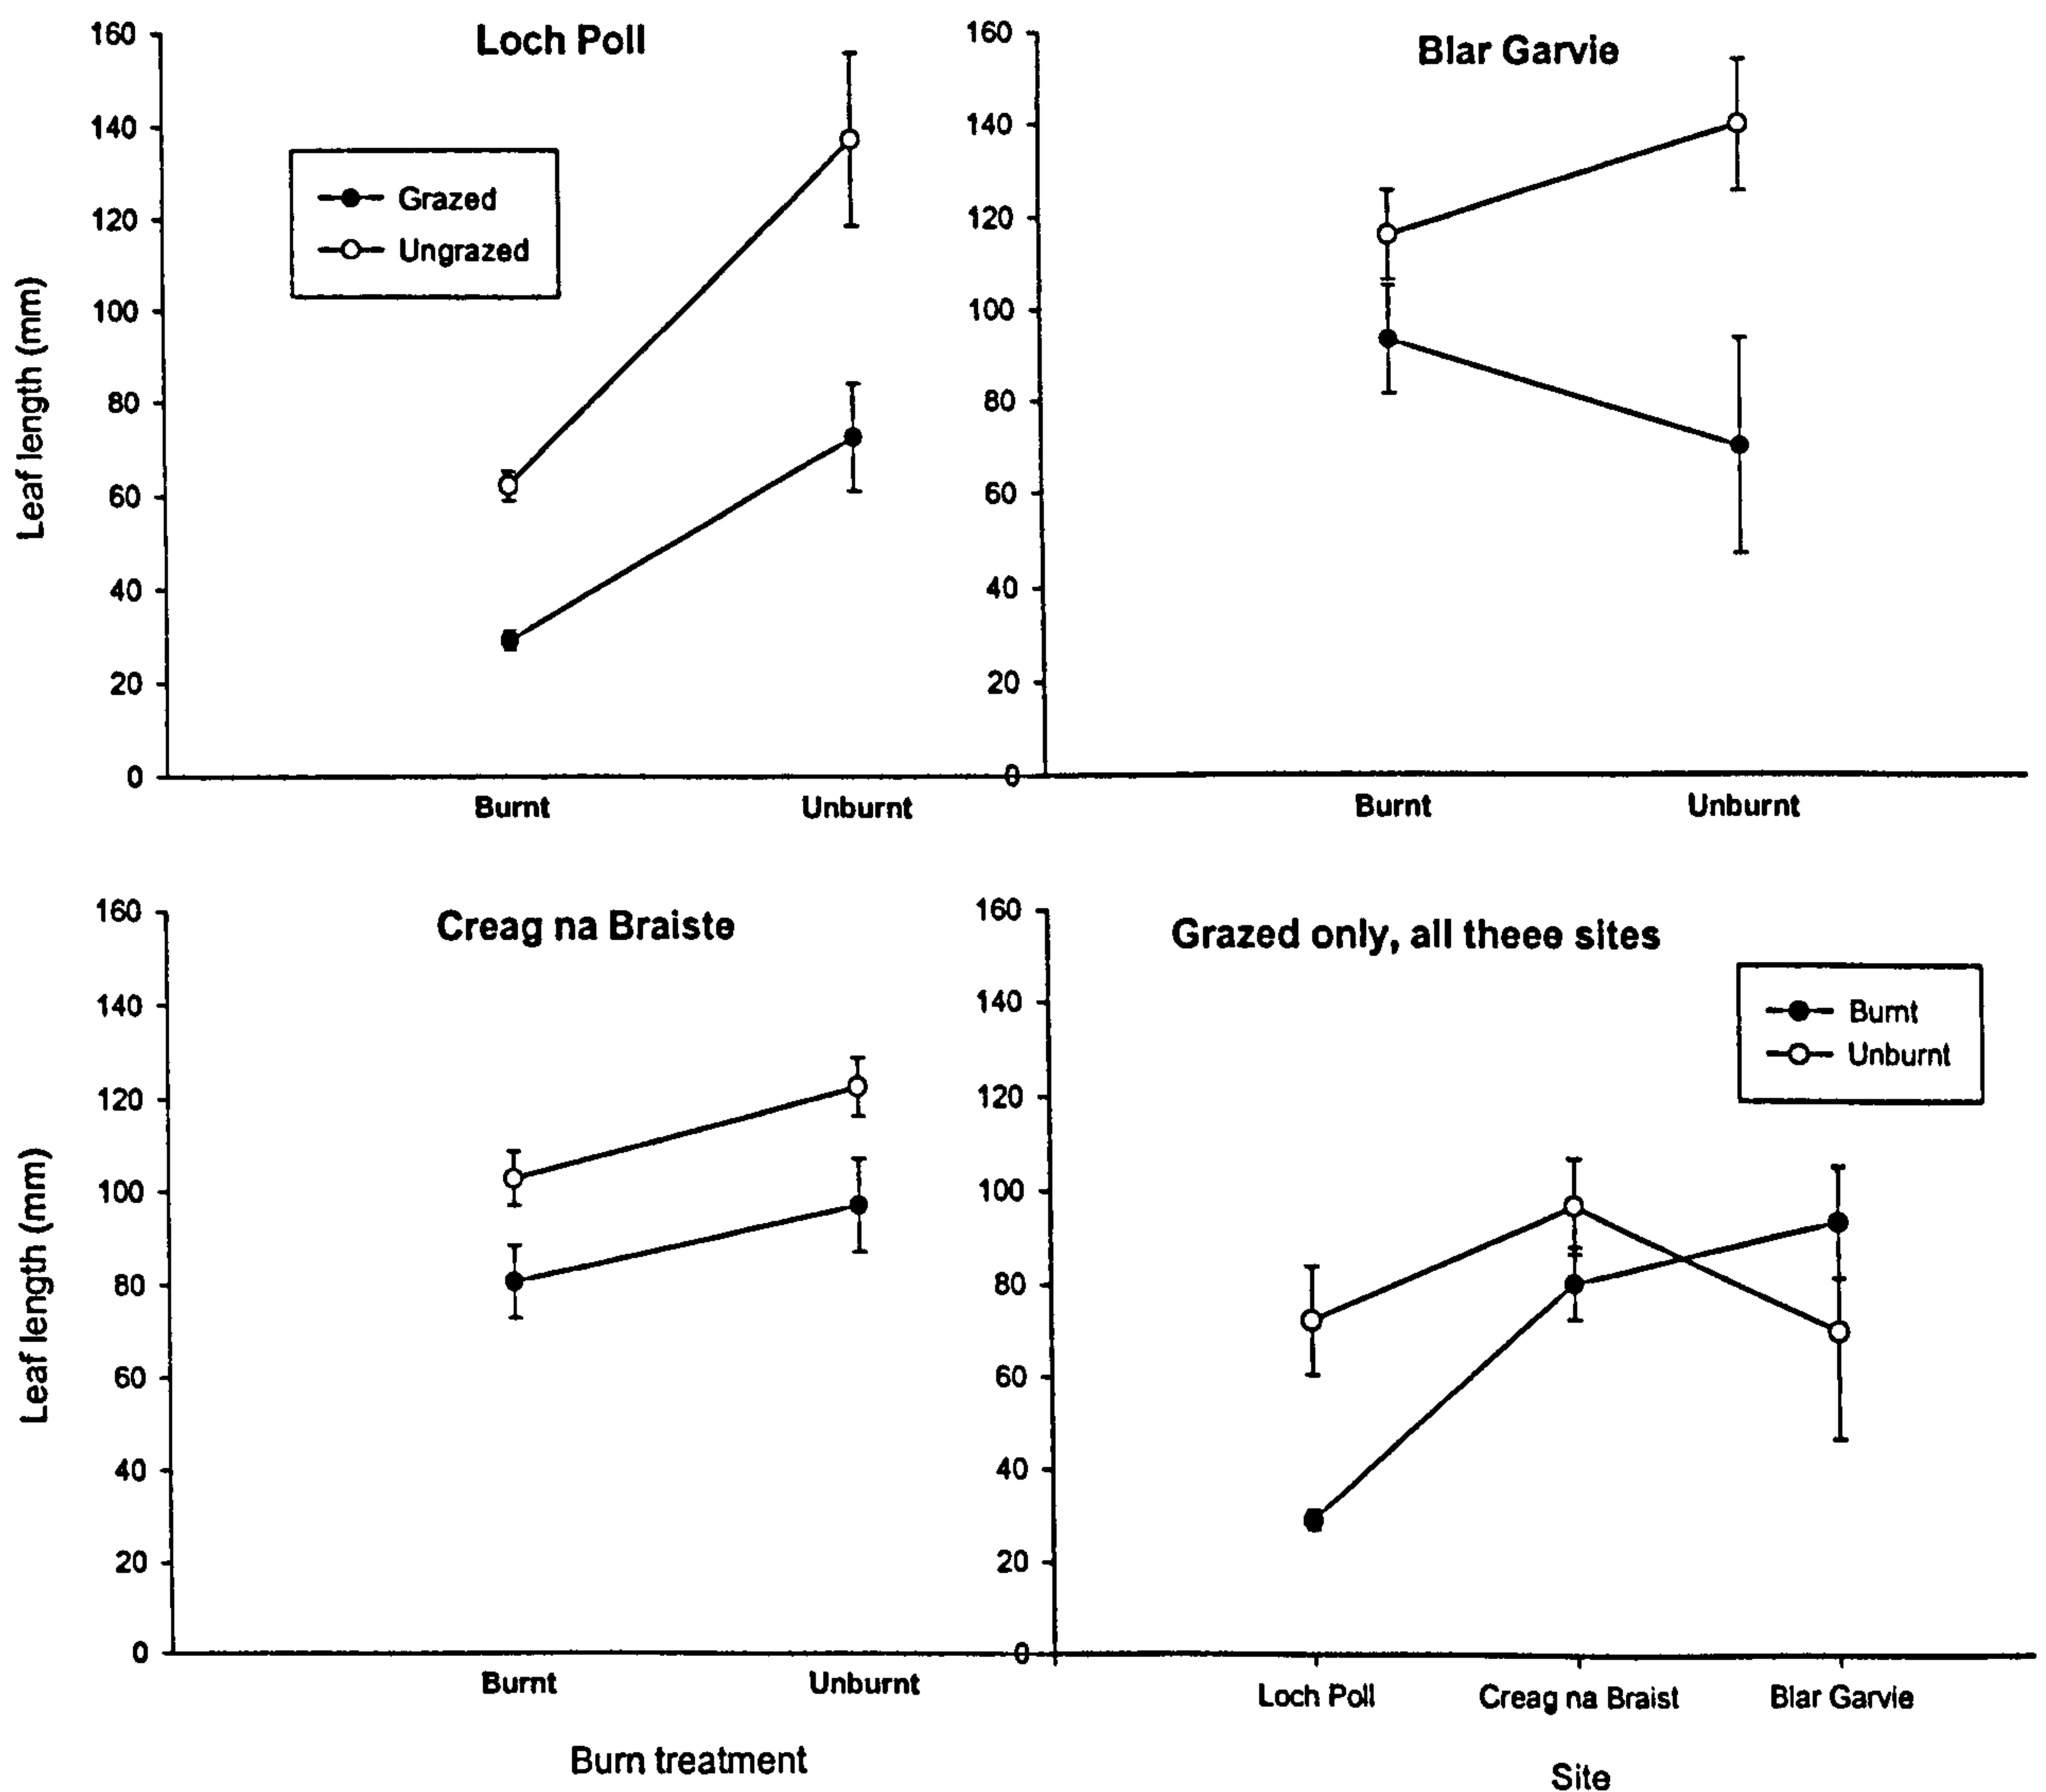 Loch Poll
160
140
120
100
80
60
40
20
0
Leaf length (mm)
Grazed
Ungrazed
Burnt Unburnt
Blar Garvie
160
140
120
100
80
60
40
20
0
Burnt Unburnt
Creag na Braiste
160
140
120
100
80
60
40
20
0
Leaf length (mm)
Burnt Unburnt
Burn treatment
Grazed only, all theee sites
160
140
120
100
80
60
40
20
0
Burnt
Unburnt
Loch Poll Creag na Braist Blar Garvie
Site